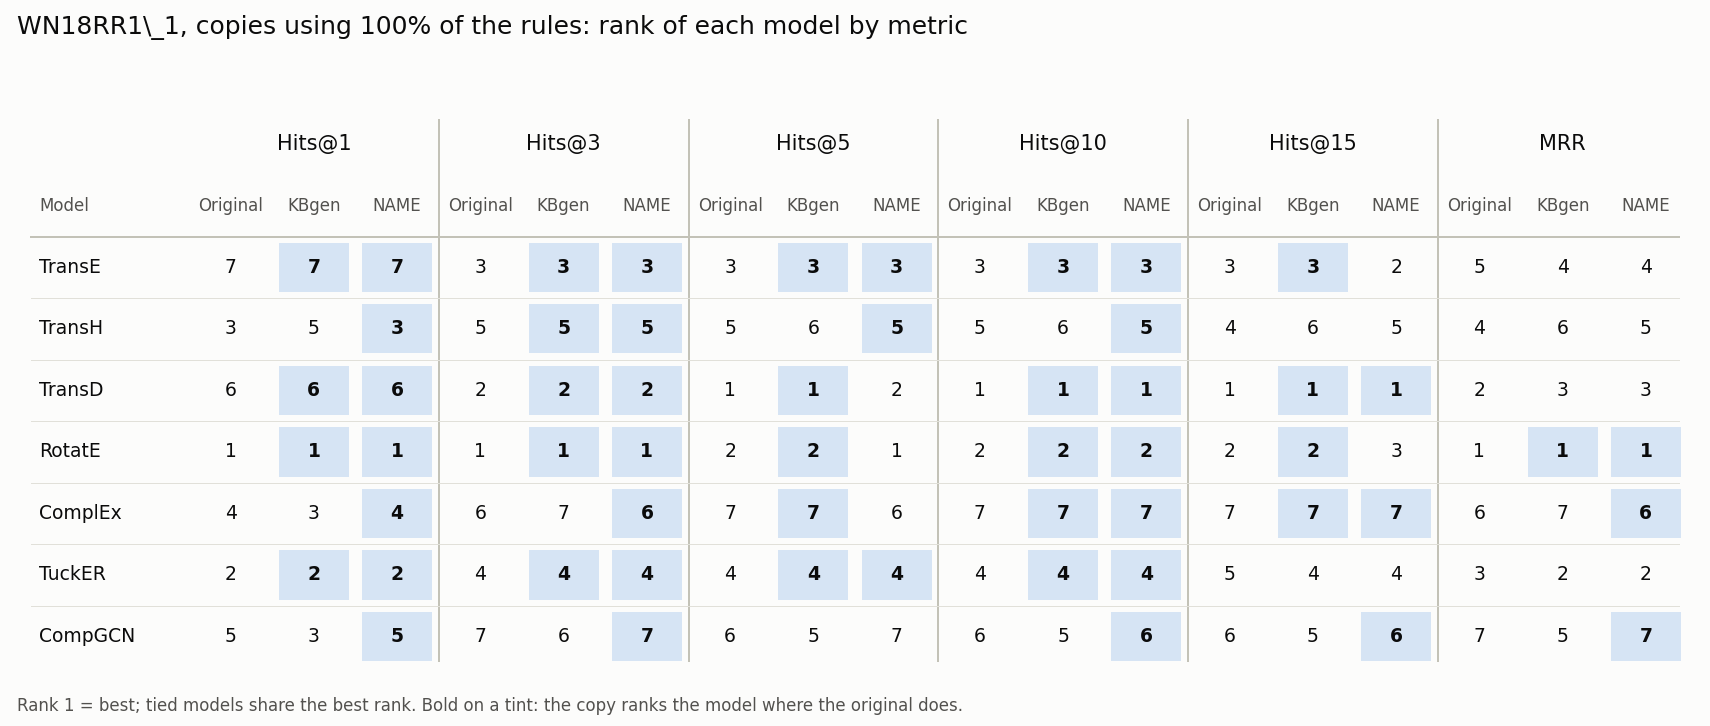 WN18RR1\_1, copies using 100% of the rules: rank of each model by metric
Hits@1 Hits@3 Hits@5 Hits@10 Hits@15 MRR
Model Original KBgen NAME Original KBgen NAME Original KBgen NAME Original KBgen NAME Original KBgen NAME Original KBgen NAME
TransE 7 7 7 3 3 3 3 3 3 3 3 3 3 3 2 5 4 4
TransH 3 5 3 5 5 5 5 6 5 5 6 5 4 6 5 4 6 5
TransD 6 6 6 2 2 2 1 1 2 1 1 1 1 1 1 2 3 3
RotatE 1 1 1 1 1 1 2 2 1 2 2 2 2 2 3 1 1 1
ComplEx 4 3 4 6 7 6 7 7 6 7 7 7 7 7 7 6 7 6
TuckER 2 2 2 4 4 4 4 4 4 4 4 4 5 4 4 3 2 2
CompGCN 5 3 5 7 6 7 6 5 7 6 5 6 6 5 6 7 5 7
Rank 1 = best; tied models share the best rank. Bold on a tint: the copy ranks the model where the original does.